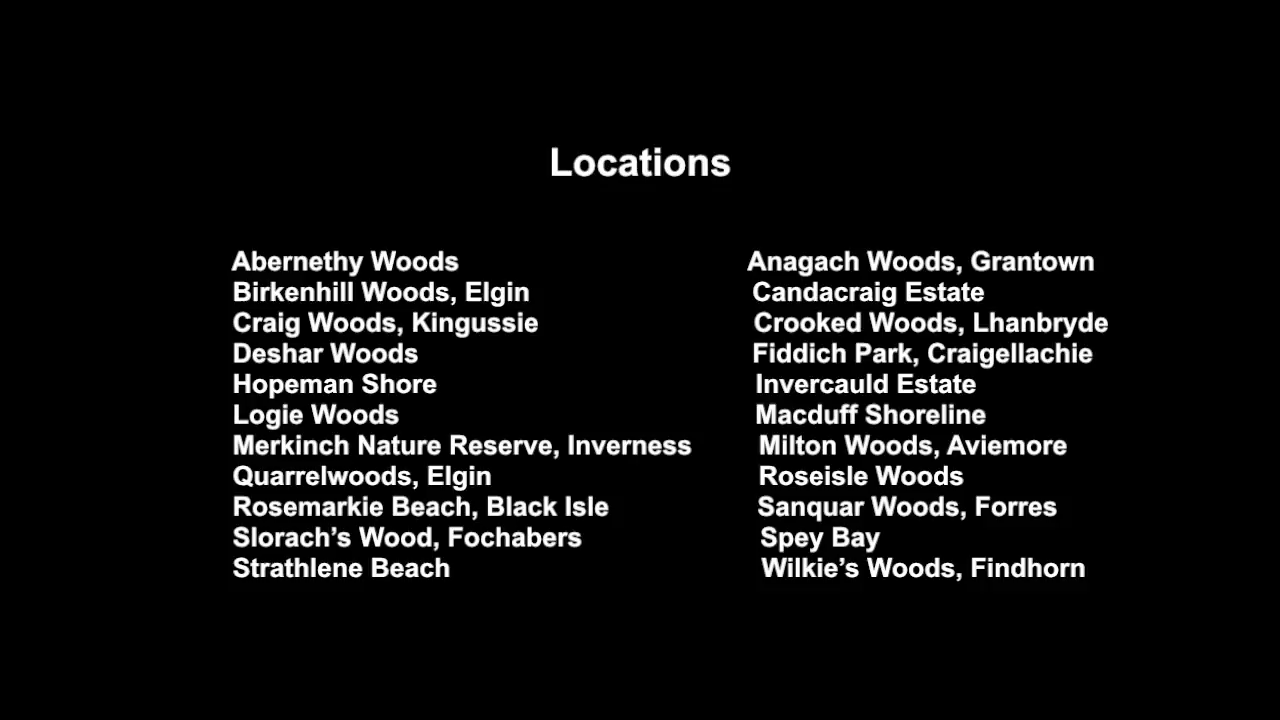 Locations
Abernethy Woods
Anagach Woods, Grantown
Birkenhill Woods, Elgin
Candacraig Estate
Craig Woods, Kingussie
Crooked Woods, Lhanbryde
Deshar Woods
Fiddich Park, Craigellachie
Hopeman Shore
Invercauld Estate
Logie Woods
Macduff Shoreline
Merkinch Nature Reserve, Inverness
Milton Woods, Aviemore
Quarrelwoods, Elgin
Roseisle Woods
Rosemarkie Beach, Black Isle
Sanquar Woods, Forres
Slorach’s Wood, Fochabers
Spey Bay
Strathlene Beach
Wilkie’s Woods, Findhorn